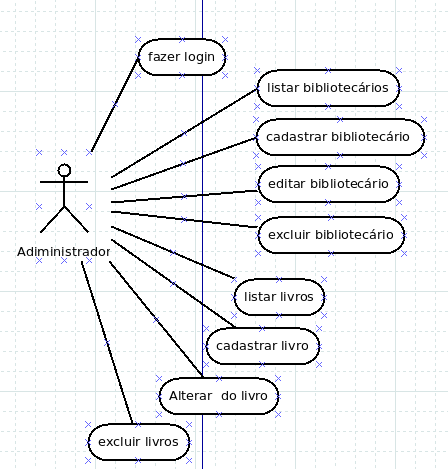 fazer login
listar bibliotecários
cadastrar bibliotecário
editar bibliotecário
excluir bibliotecário
Adiministrador
listar livros
cadastrar livro
Alterar  do livro
excluir livros